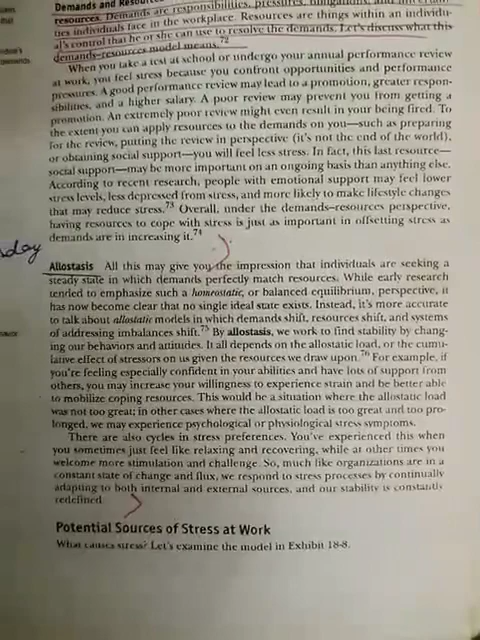 Demands and Resour
resources. Demands are responsibilities, pressures, obligations, and uncertain
ties individuals face in the workplace. Resources are things within an individu-
al's control that he or she can use to resolve the demands. Let's discuss what this
demands–resources model means.72
When you take a test at school or undergo your annual performance review
at work, you feel stress because you confront opportunities and performance
pressures. A good performance review may lead to a promotion, greater respon-
sibilities, and a higher salary. A poor review may prevent you from getting a
promotion. An extremely poor review might even result in your being fired. To
the extent you can apply resources to the demands on you—such as preparing
for the review, putting the review in perspective (it's not the end of the world),
or obtaining social support—you will feel less stress. In fact, this last resource—
social support—may be more important on an ongoing basis than anything else.
According to recent research, people with emotional support may feel lower
stress levels, less depressed from stress, and more likely to make lifestyle changes
that may reduce stress.73 Overall, under the demands–resources perspective,
having resources to cope with stress is just as important in offsetting stress as
demands are in increasing it.74
day
Allostasis All this may give you the impression that individuals are seeking a
steady state in which demands perfectly match resources. While early research
tended to emphasize such a homeostatic, or balanced equilibrium, perspective, it
has now become clear that no single ideal state exists. Instead, it's more accurate
to talk about allostatic models in which demands shift, resources shift, and systems
of addressing imbalances shift.75 By allostasis, we work to find stability by chang-
ing our behaviors and attitudes. It all depends on the allostatic load, or the cumu-
lative effect of stressors on us given the resources we draw upon.76 For example, if
you're feeling especially confident in your abilities and have lots of support from
others, you may increase your willingness to experience strain and be better able
to mobilize coping resources. This would be a situation where the allostatic load
was not too great; in other cases where the allostatic load is too great and too pro-
longed, we may experience psychological or physiological stress symptoms.
There are also cycles in stress preferences. You've experienced this when
you sometimes just feel like relaxing and recovering, while at other times you
welcome more stimulation and challenge. So, much like organizations are in a
constant state of change and flux, we respond to stress processes by continually
adapting to both internal and external sources, and our stability is constantly
redefined.
Potential Sources of Stress at Work
What causes stress? Let's examine the model in Exhibit 18-8.